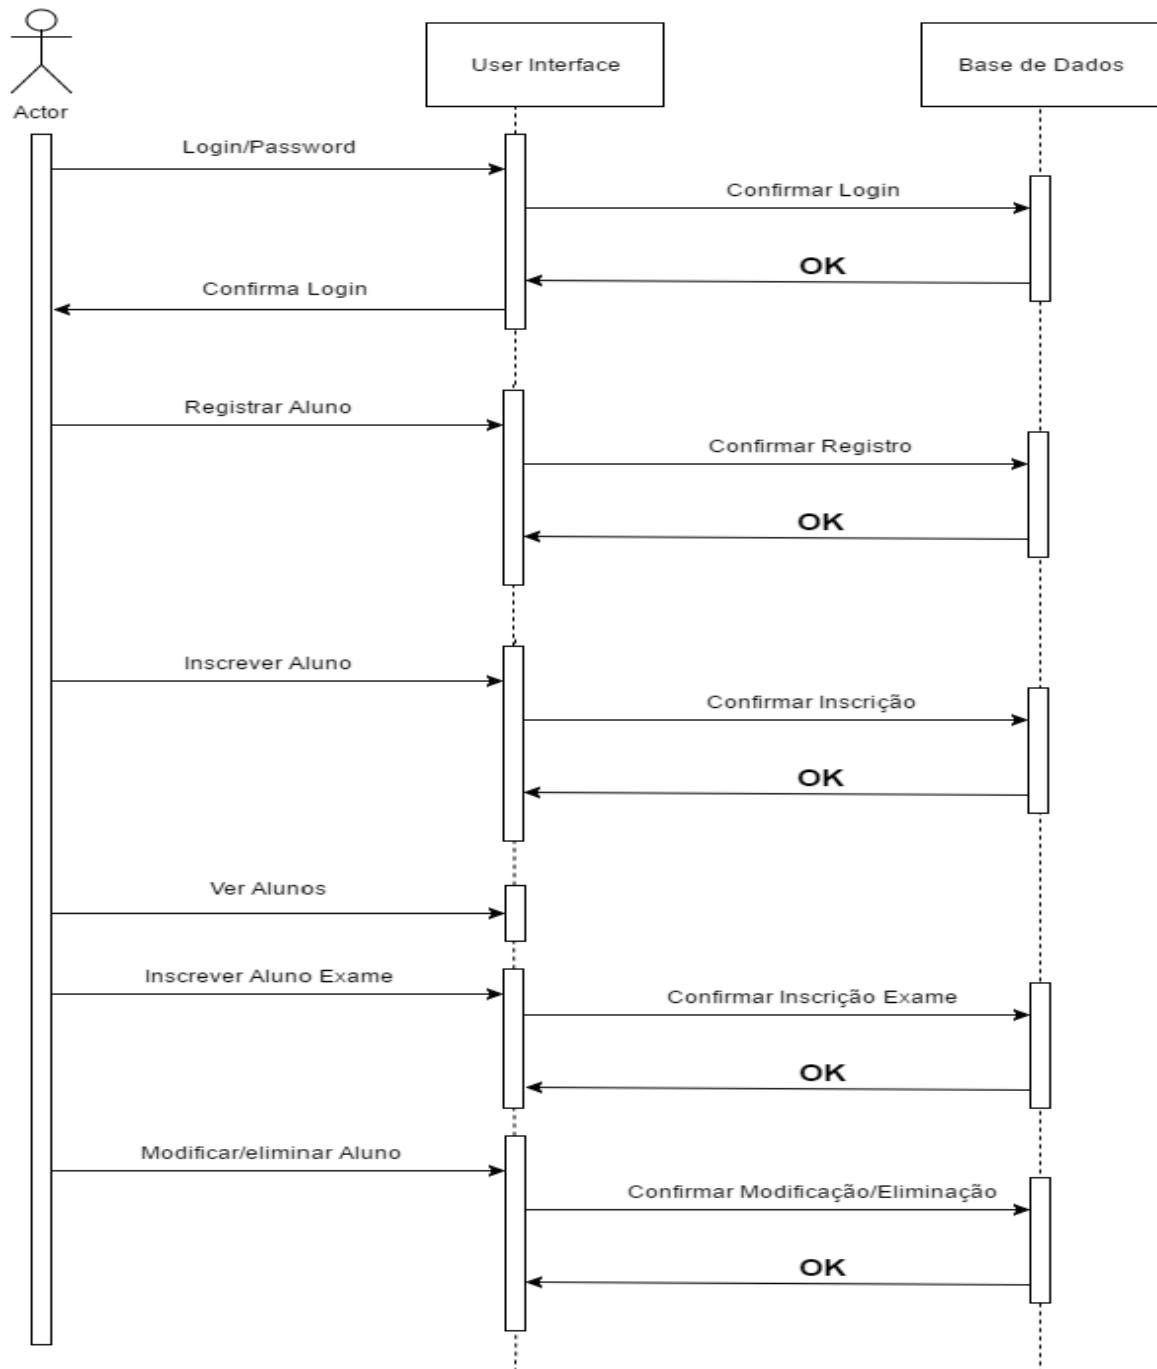 User Interface
Base de Dados
Actor
Login/Password
Confirmar Login
OK
Confirma Login
Registrar Aluno
Confirmar Registro
OK
Inscrever Aluno
Confirmar Inscrição
OK
Ver Alunos
Inscrever Aluno Exame
Confirmar Inscrição Exame
OK
Modificar/eliminar Aluno
Confirmar Modificação/Eliminação
OK